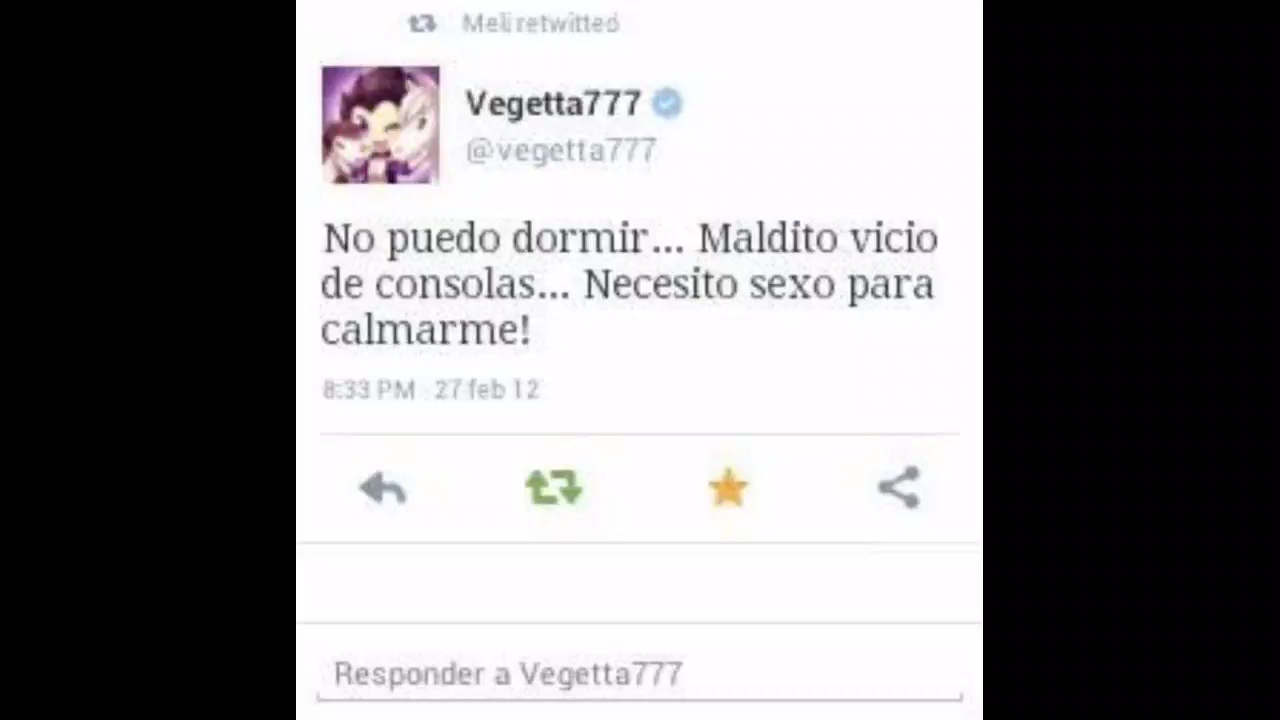 Meli retwitted
Vegetta777
@vegetta777
No puedo dormir... Maldito vicio
de consolas... Necesito sexo para
calmarme!
8:33 PM · 27 feb 12
Responder a Vegetta777